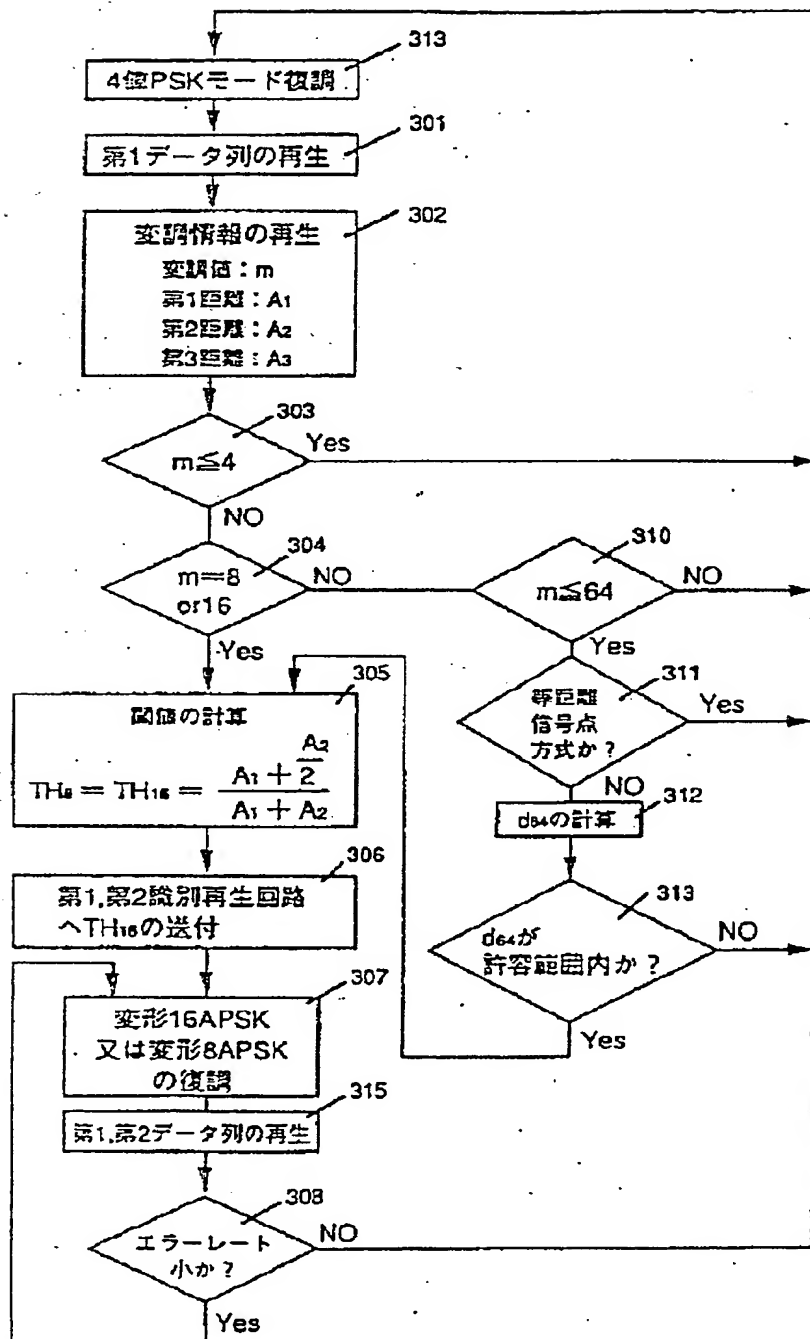 313
4値PSKモード復調
301
第1データ列の再生
302
変調情報の再生
変調値：m
第1距離：A1
第2距離：A2
第3距離：A3
303
m≦4
Yes
NO
304
m=8
or16
NO
Yes
310
m≦64
NO
Yes
311
等距離
信号点
方式か？
Yes
NO
305
閾値の計算
TH8 = TH16 = (A1 + A2/2) / (A1 + A2)
312
d64の計算
306
第1,第2識別再生回路
へTH16の送付
313
d64が
許容範囲内か？
NO
Yes
307
変形16APSK
又は変形8APSK
の復調
315
第1,第2データ列の再生
308
エラーレート
小か？
NO
Yes